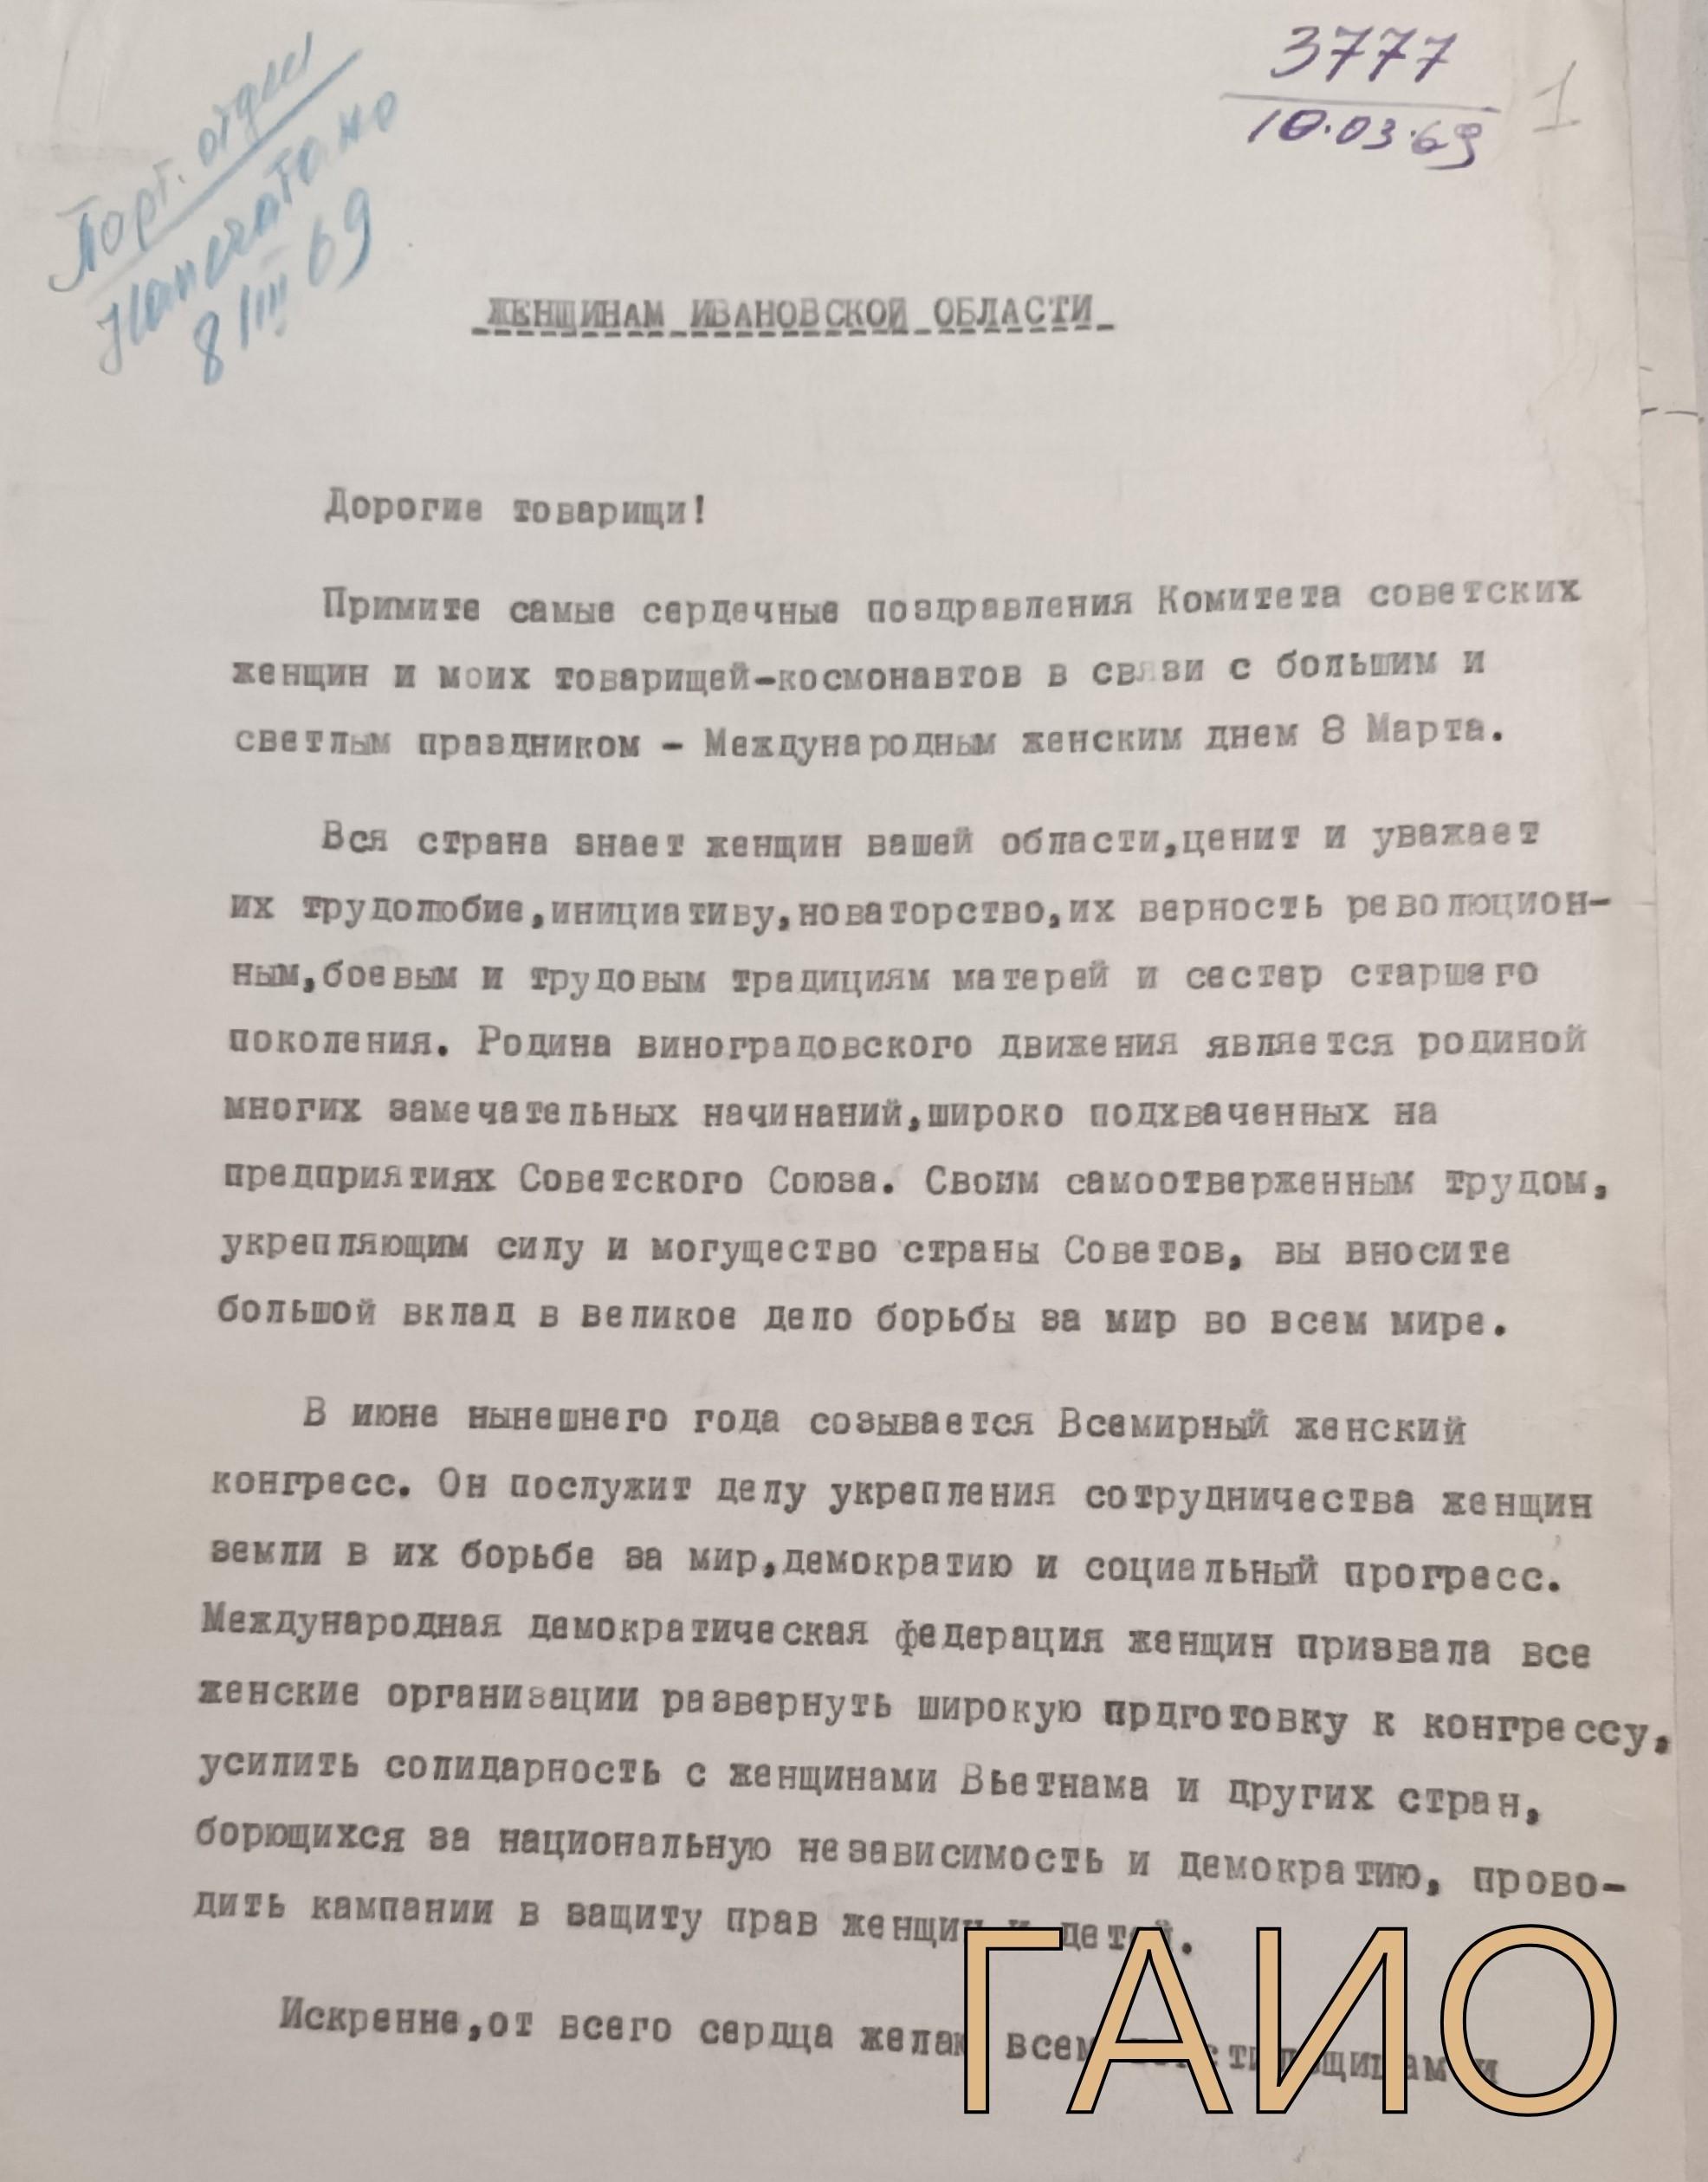 Парт. отдел
Напечатано
8/III 69
3777
10.03.69
1
ЖЕНЩИНАМ ИВАНОВСКОЙ ОБЛАСТИ
Дорогие товарищи!
Примите самые сердечные поздравления Комитета советских
женщин и моих товарищей-космонавтов в связи с большим и
светлым праздником - Международным женским днем 8 Марта.
Вся страна знает женщин вашей области,ценит и уважает
их трудолюбие,инициативу,новаторство,их верность революцион-
ным,боевым и трудовым традициям матерей и сестер старшего
поколения. Родина виноградовского движения является родиной
многих замечательных начинаний,широко подхваченных на
предприятиях Советского Союза. Своим самоотверженным трудом,
укрепляющим силу и могущество страны Советов, вы вносите
большой вклад в великое дело борьбы за мир во всем мире.
В июне нынешнего года созывается Всемирный женский
конгресс. Он послужит делу укрепления сотрудничества женщин
земли в их борьбе за мир,демократию и социальный прогресс.
Международная демократическая федерация женщин призвала все
женские организации развернуть широкую прдготовку к конгрессу,
усилить солидарность с женщинами Вьетнама и других стран,
борющихся за национальную независимость и демократию, прово-
дить кампании в защиту прав женщин и детей.
Искренне,от всего сердца желаю всем текстильщицам и
ГАИО